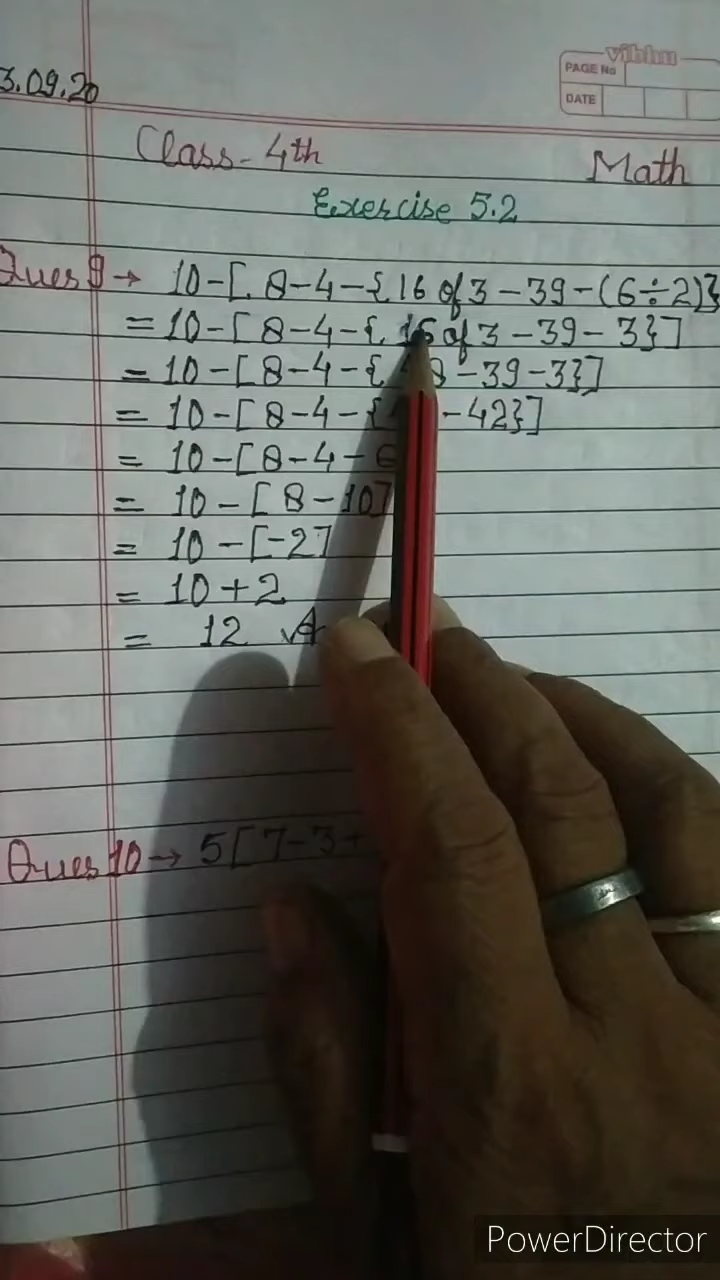 vibhu
PAGE No
DATE
3.09.20
Class-4th Math
Exercise 5.2
Ques 9 → 10-[8-4-{16 of 3-39-(6÷2)}
= 10-[8-4-{16 of 3-39-3}]
= 10-[8-4-{ 8-39-3}]
= 10-[8-4-{ -42}]
= 10-[8-4-6
= 10-[8-10]
= 10-[-2]
= 10+2
= 12 A
Ques 10 → 5[7-3+
PowerDirector